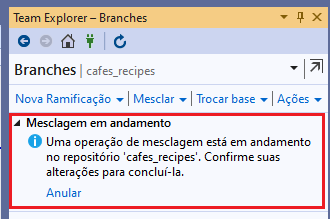 Team Explorer – Branches
Branches | cafes_recipes
Nova Ramificação Mesclar Trocar base Ações
Mesclagem em andamento
Uma operação de mesclagem está em andamento
no repositório 'cafes_recipes'. Confirme suas
alterações para concluí-la.
Anular